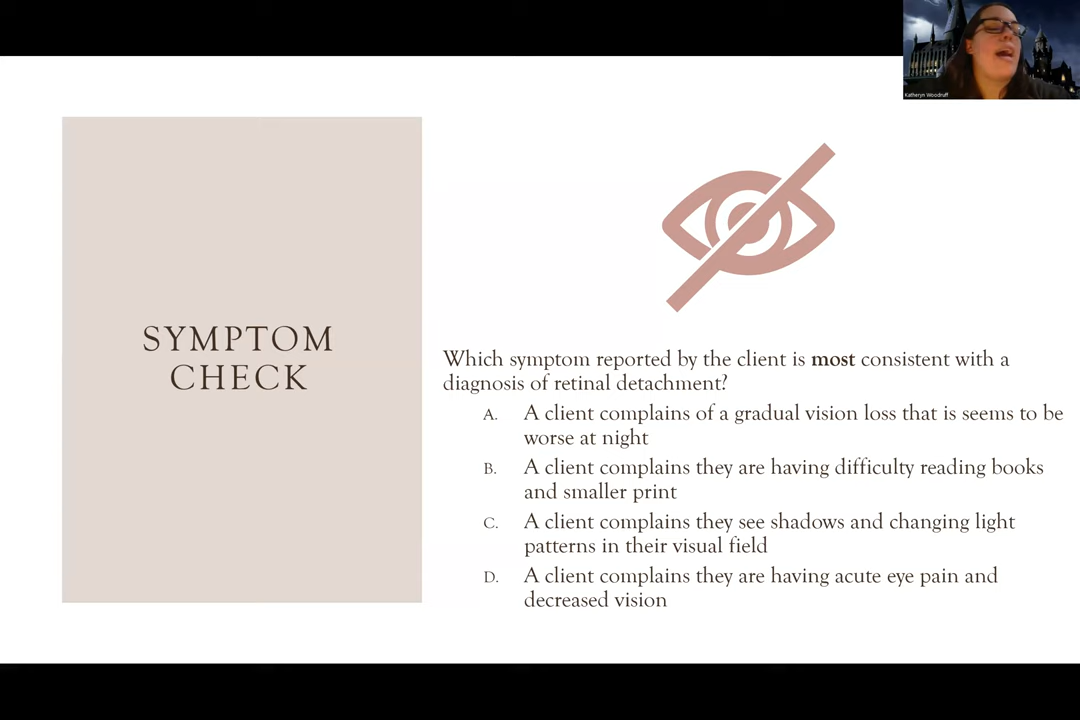 Katheryn Woodruff
SYMPTOM
CHECK
Which symptom reported by the client is most consistent with a
diagnosis of retinal detachment?
A. A client complains of a gradual vision loss that is seems to be
worse at night
B. A client complains they are having difficulty reading books
and smaller print
C. A client complains they see shadows and changing light
patterns in their visual field
D. A client complains they are having acute eye pain and
decreased vision